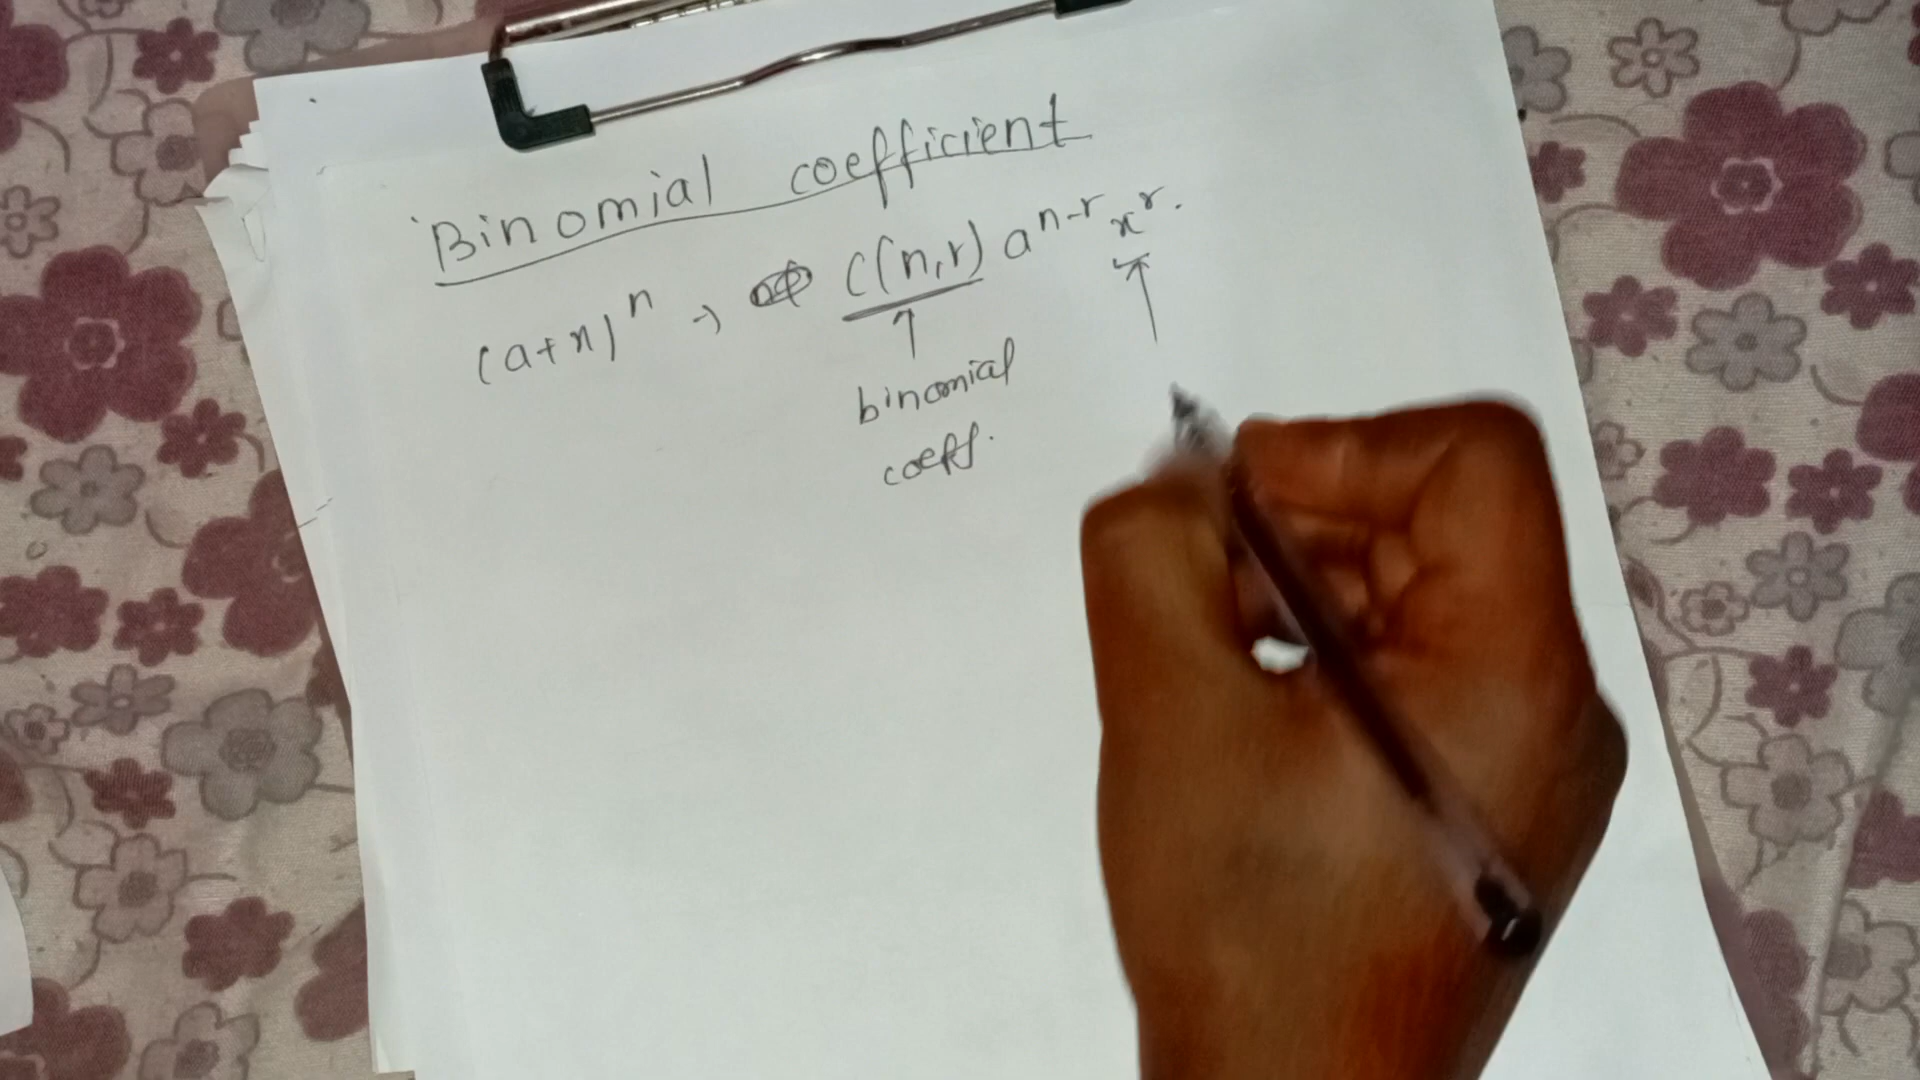 Binomial coefficient
(a+x)^n → C(n,r) a^n-r x^r.
binomial
coeff.